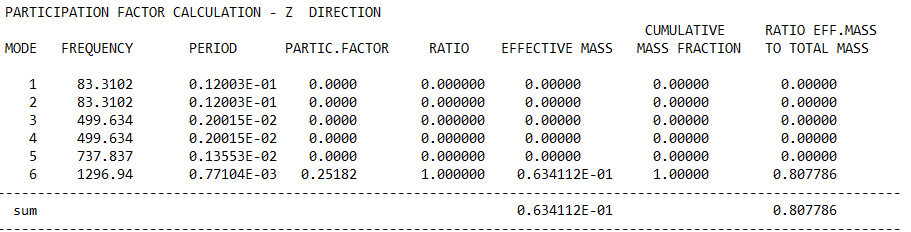 PARTICIPATION FACTOR CALCULATION - Z  DIRECTION
CUMULATIVE RATIO EFF.MASS
MODE FREQUENCY PERIOD PARTIC.FACTOR RATIO EFFECTIVE MASS MASS FRACTION TO TOTAL MASS
1 83.3102 0.12003E-01 0.0000 0.000000 0.00000 0.00000 0.00000
2 83.3102 0.12003E-01 0.0000 0.000000 0.00000 0.00000 0.00000
3 499.634 0.20015E-02 0.0000 0.000000 0.00000 0.00000 0.00000
4 499.634 0.20015E-02 0.0000 0.000000 0.00000 0.00000 0.00000
5 737.837 0.13553E-02 0.0000 0.000000 0.00000 0.00000 0.00000
6 1296.94 0.77104E-03 0.25182 1.000000 0.634112E-01 1.00000 0.807786
sum 0.634112E-01 0.807786